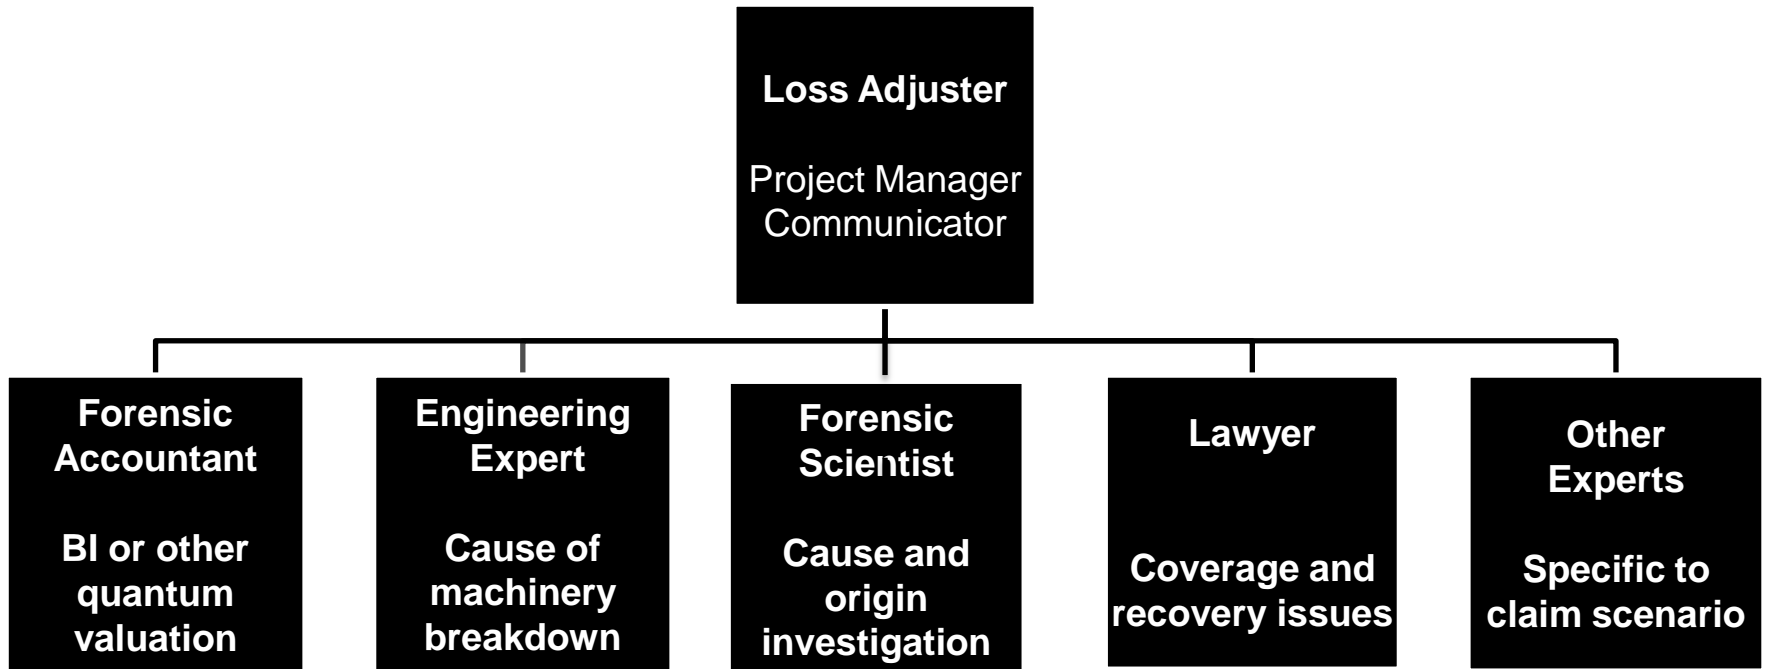 Loss Adjuster
Project Manager
Communicator
Forensic
Accountant
BI or other
quantum
valuation
Engineering
Expert
Cause of
machinery
breakdown
Forensic
Scientist
Cause and
origin
investigation
Lawyer
Coverage and
recovery issues
Other
Experts
Specific to
claim scenario